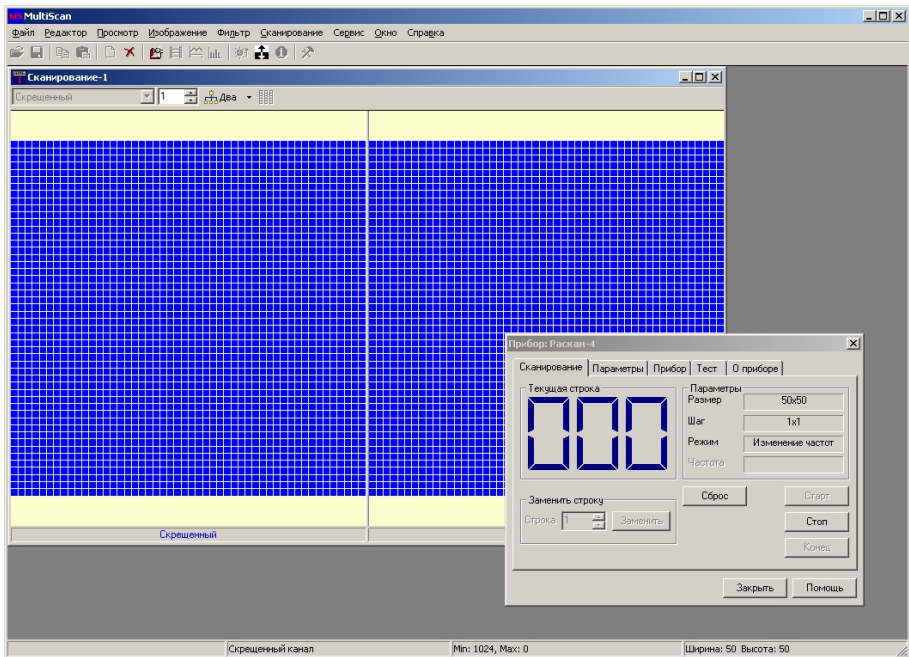 MS MultiScan
Файл Редактор Просмотр Изображение Фильтр Сканирование Сервис Окно Справка
Сканирование-1
Скрещенный 1 Два
Скрещенный
Прибор: Раскан-4
Сканирование Параметры Прибор Тест О приборе
Текущая строка
000
Параметры
Размер 50x50
Шаг 1x1
Режим Изменение частот
Частота
Заменить строку
Строка 1 Заменить
Сброс Старт
Стоп
Конец
Закрыть Помощь
Скрещенный канал Min: 1024, Max: 0 Ширина: 50 Высота: 50